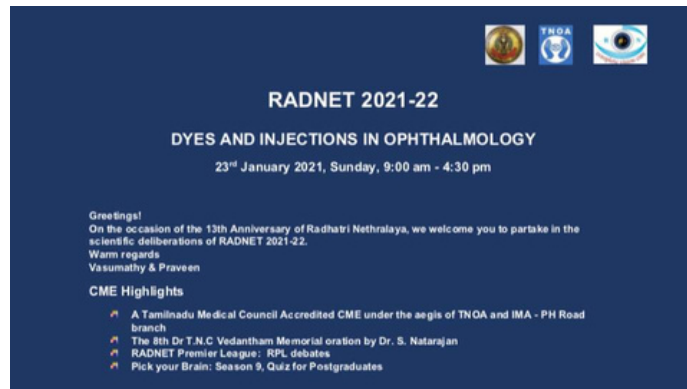 TNOA
RADNET 2021-22
DYES AND INJECTIONS IN OPHTHALMOLOGY
23rd January 2021, Sunday, 9:00 am - 4:30 pm
Greetings!
On the occasion of the 13th Anniversary of Radhatri Nethralaya, we welcome you to partake in the
scientific deliberations of RADNET 2021-22.
Warm regards
Vasumathy & Praveen
CME Highlights
A Tamilnadu Medical Council Accredited CME under the aegis of TNOA and IMA - PH Road
branch
The 8th Dr T.N.C Vedantham Memorial oration by Dr. S. Natarajan
RADNET Premier League: RPL debates
Pick your Brain: Season 9, Quiz for Postgraduates